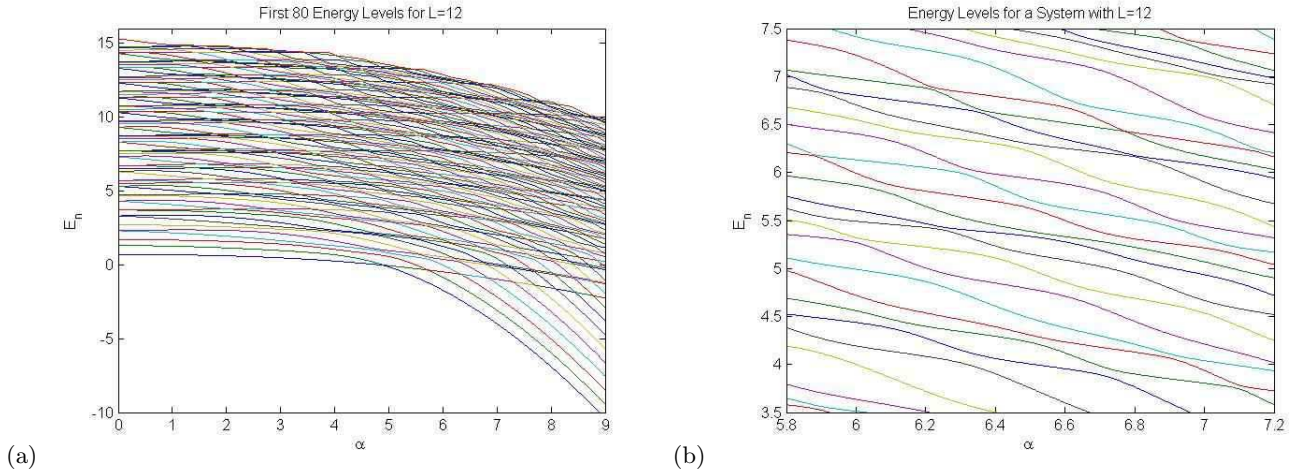 First 80 Energy Levels for L=12
15
10
5
0
-5
-10
E_n
0 1 2 3 4 5 6 7 8 9
α
(a)
Energy Levels for a System with L=12
7.5
7
6.5
6
5.5
5
4.5
4
3.5
E_n
5.8 6 6.2 6.4 6.6 6.8 7 7.2
α
(b)